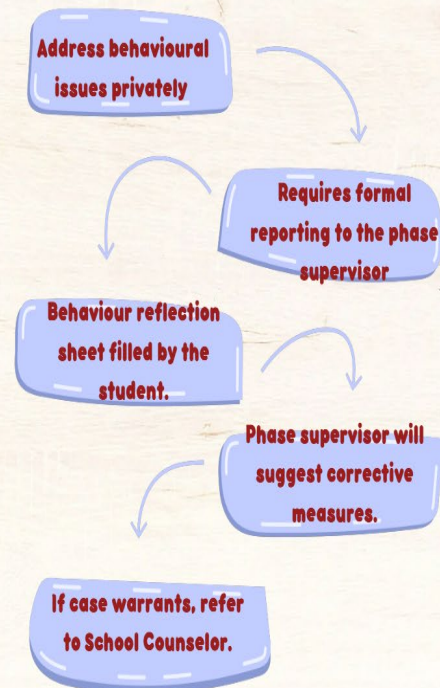 Address behavioural
issues privately
Requires formal
reporting to the phase
supervisor
Behaviour reflection
sheet filled by the
student.
Phase supervisor will
suggest corrective
measures.
If case warrants, refer
to School Counselor.